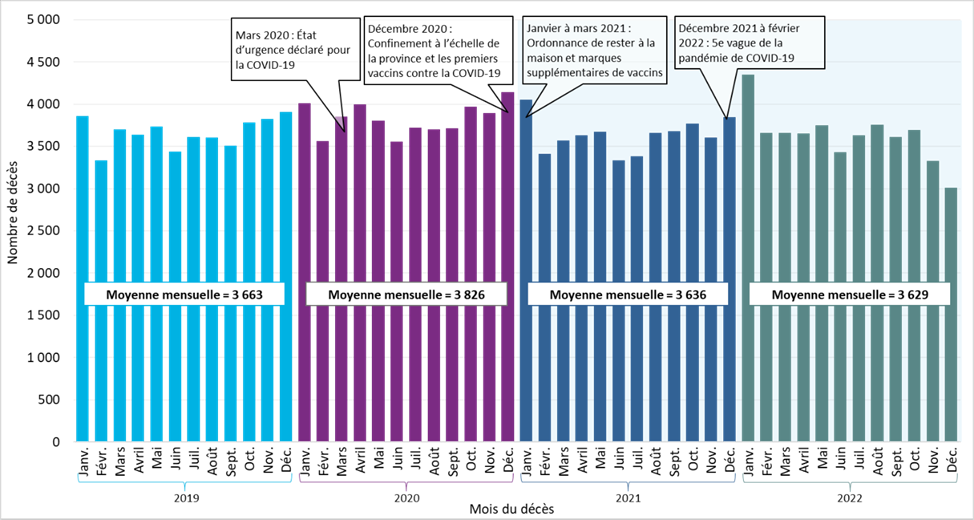 5 000
4 500
4 000
3 500
3 000
2 500
2 000
1 500
1 000
500
0
Nombre de décès
Mars 2020 : État
d'urgence déclaré pour
la COVID-19
Décembre 2020 :
Confinement à l'échelle de
la province et les premiers
vaccins contre la COVID-19
Janvier à mars 2021 :
Ordonnance de rester à la
maison et marques
supplémentaires de vaccins
Décembre 2021 à février
2022 : 5e vague de la
pandémie de COVID-19
Moyenne mensuelle = 3 663
Moyenne mensuelle = 3 826
Moyenne mensuelle = 3 636
Moyenne mensuelle = 3 629
Janv. Févr. Mars Avril Mai Juin Juil. Août Sept. Oct. Nov. Déc. Janv. Févr. Mars Avril Mai Juin Juil. Août Sept. Oct. Nov. Déc. Janv. Févr. Mars Avril Mai Juin Juil. Août Sept. Oct. Nov. Déc. Janv. Févr. Mars Avril Mai Juin Juil. Août Sept. Oct. Nov. Déc.
2019 2020 2021 2022
Mois du décès